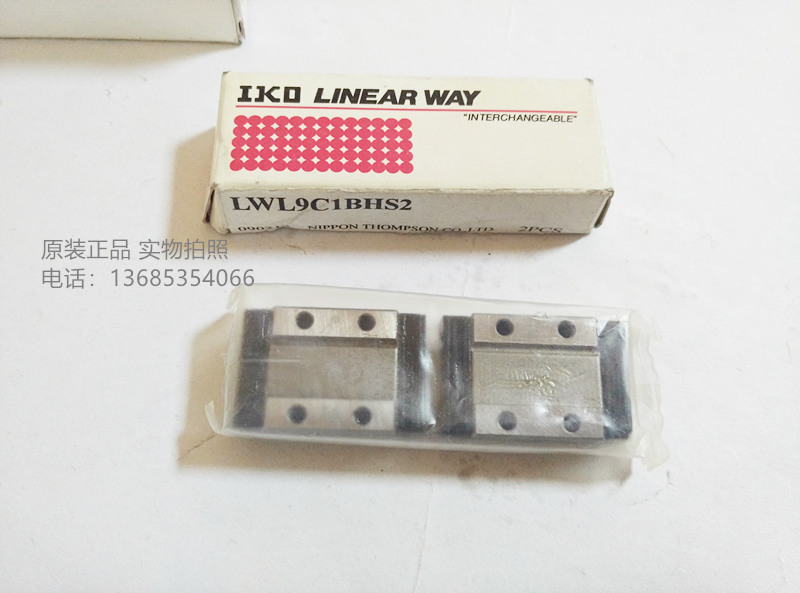 IKO LINEAR WAY
"INTERCHANGEABLE"
LWL9C1BHS2
NIPPON THOMPSON CO.,LTD. 2PCS
原装正品 实物拍照
电话：13685354066